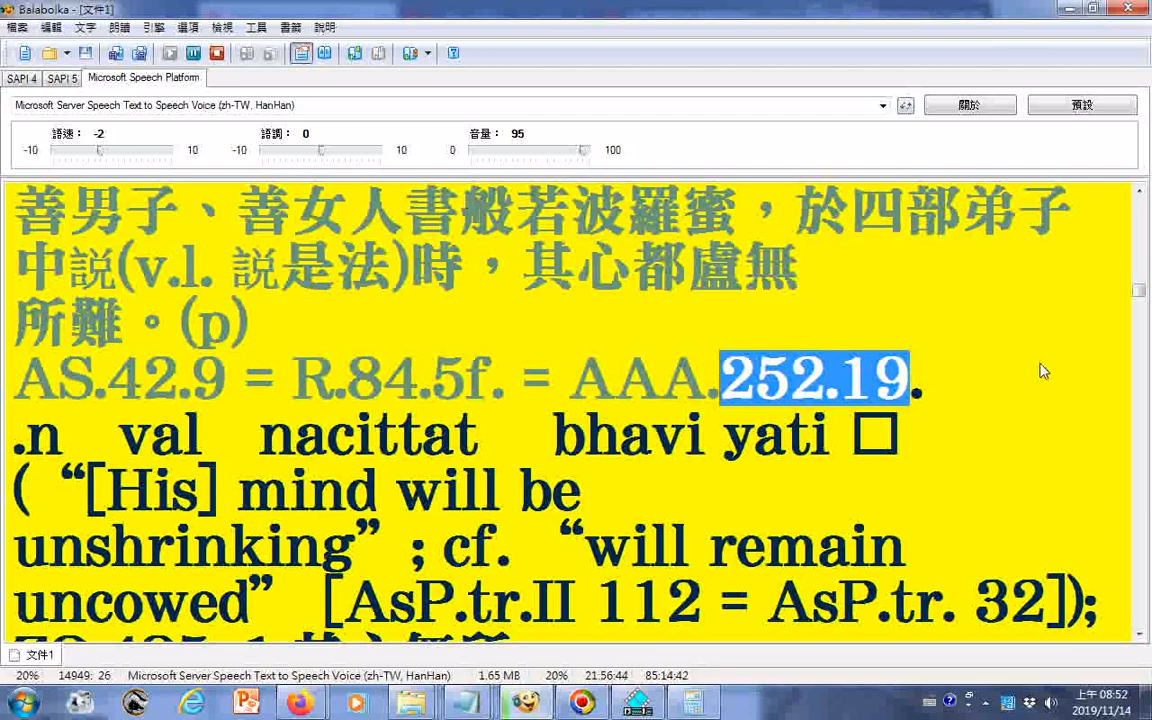 Balabolka - [文件1]
檔案 編輯 文字 朗讀 引擎 選項 檢視 工具 書籤 說明
SAPI 4 SAPI 5 Microsoft Speech Platform
Microsoft Server Speech Text to Speech Voice (zh-TW, HanHan) 關於 預設
語速: -2 語調: 0 音量: 95
-10 10 -10 10 0 100
善男子、善女人書般若波羅蜜，於四部弟子
中説(v.l. 説是法)時，其心都盧無
所難。(p)
AS.42.9 = R.84.5f. = AAA.252.19.
.n val nacittat bhavi yati □
(“[His] mind will be
unshrinking”; cf. “will remain
uncowed” [AsP.tr.II 112 = AsP.tr. 32]);
文件1
20% 14949: 26 Microsoft Server Speech Text to Speech Voice (zh-TW, HanHan) 1.65 MB 20% 21:56:44 85:14:42
上午 08:52
2019/11/14